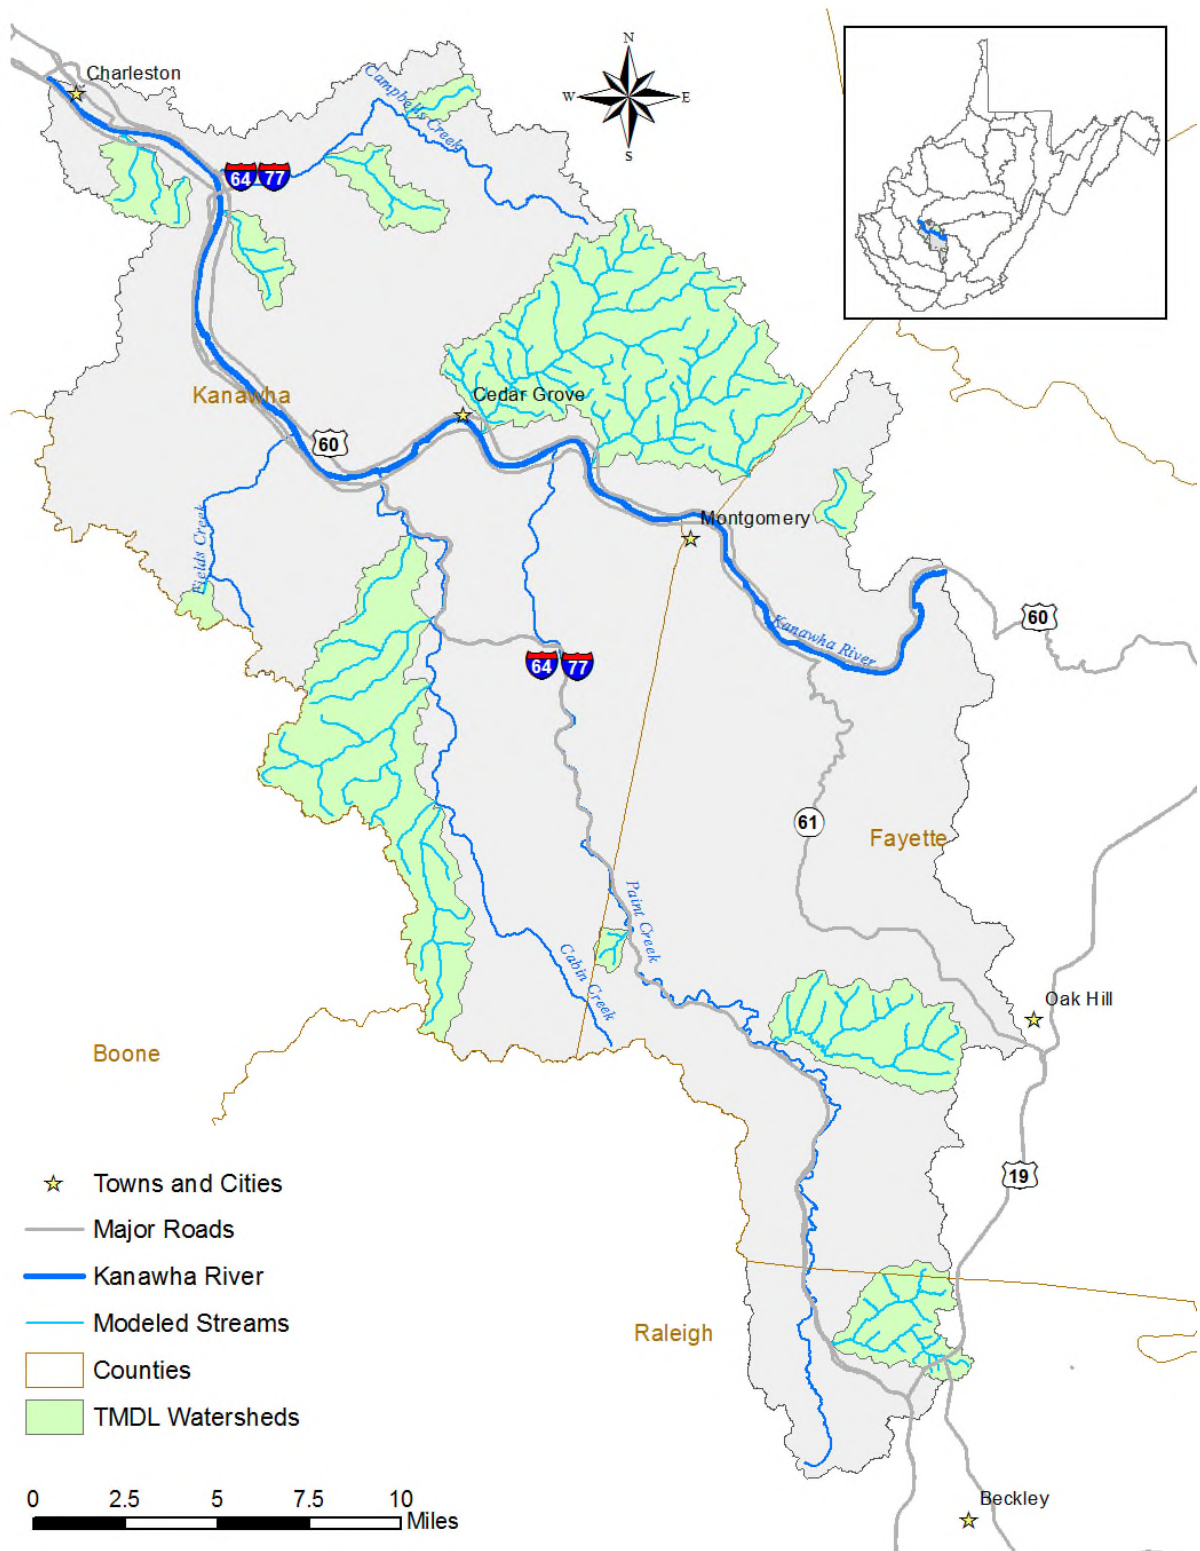 N
W E
S
Charleston
Campbells Creek
64 77
Kanawha
Cedar Grove
60
Montgomery
Fields Creek
Kanawha River
60
64 77
61
Fayette
Paint Creek
Cabin Creek
Oak Hill
Boone
19
Raleigh
Beckley
Towns and Cities
Major Roads
Kanawha River
Modeled Streams
Counties
TMDL Watersheds
0 2.5 5 7.5 10
Miles